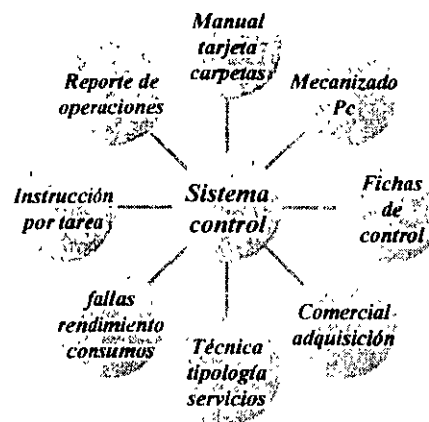 Manual
tarjeta
carpetas
Reporte de
operaciones
Mecanizado
Pc
Instrucción
por tarea
Sistema
control
Fichas
de
control
fallas
rendimiento
consumos
Técnica
tipología
servicios
Comercial
adquisición